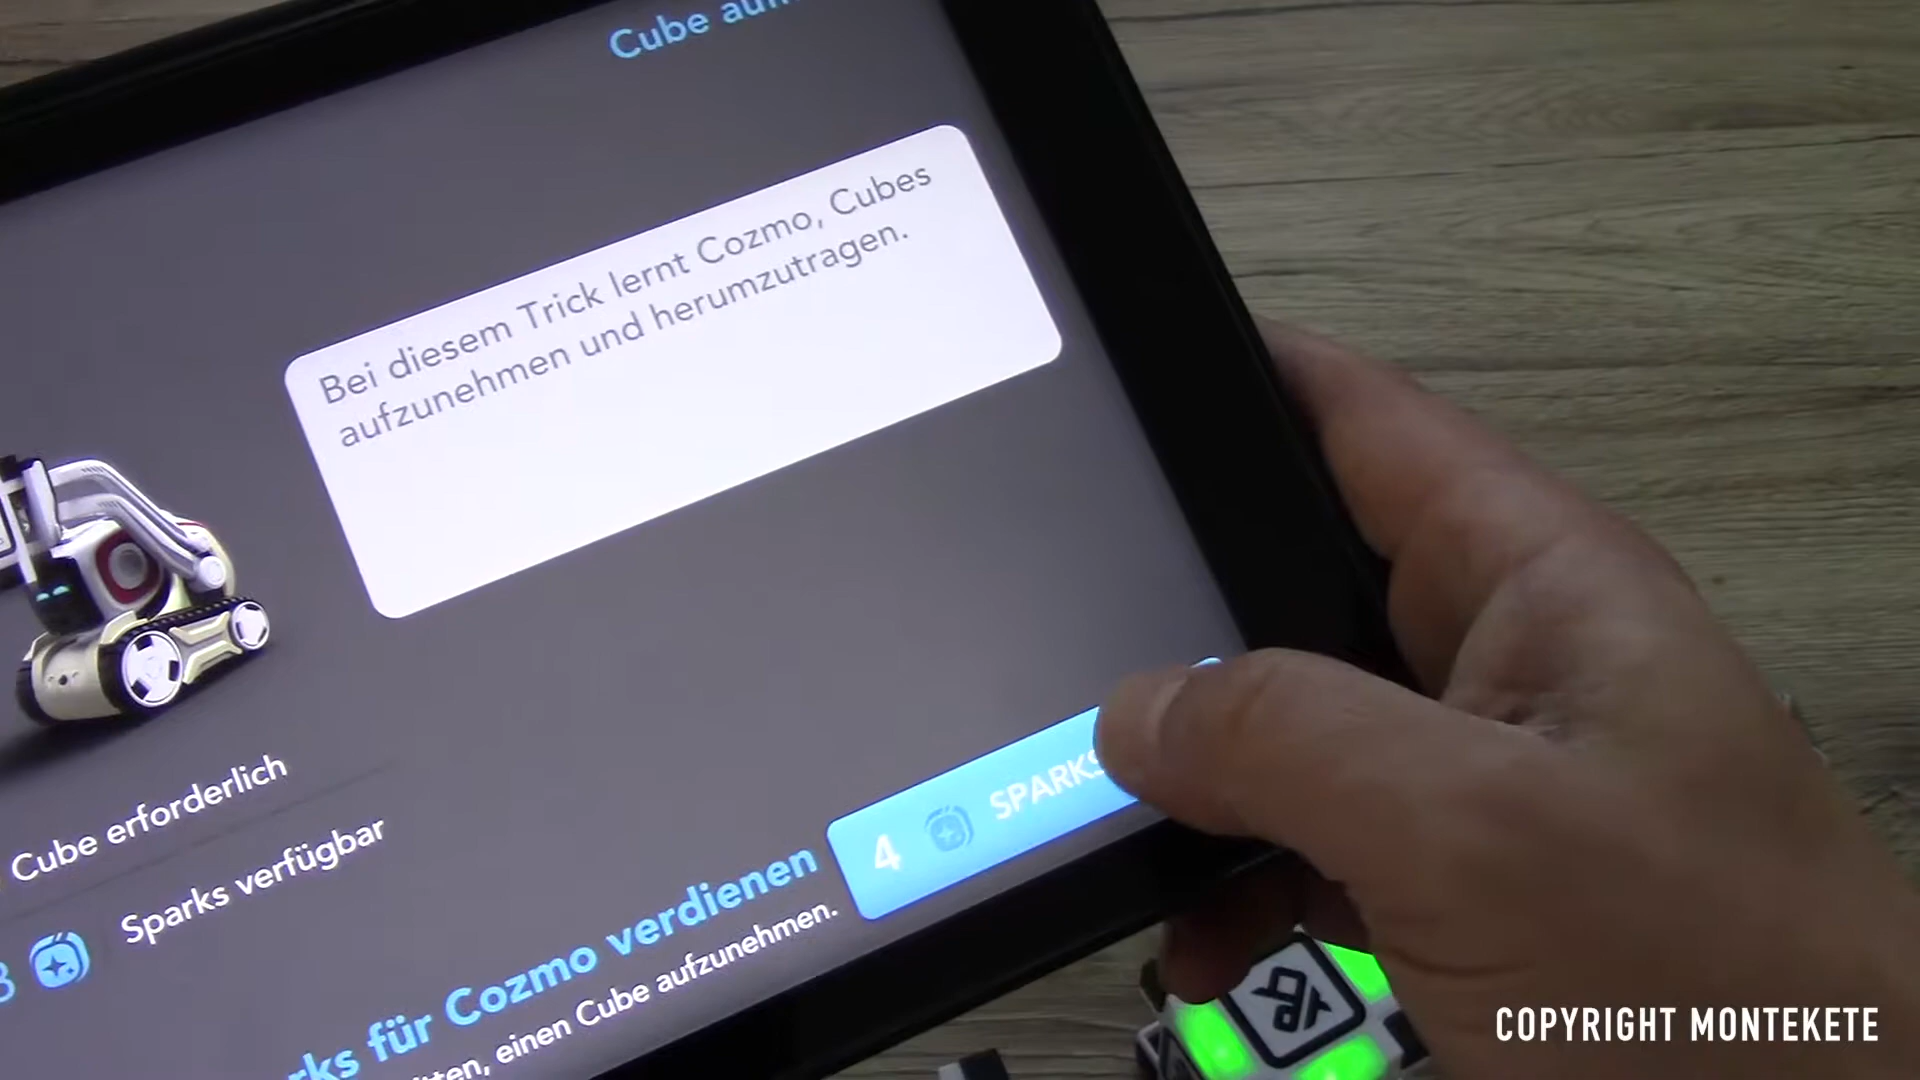 Cube
Bei diesem Trick lernt Cozmo, Cubes
aufzunehmen und herumzutragen.
Cube erforderlich
Sparks verfügbar
für Cozmo verdienen
einen Cube aufzunehmen.
4 SPARKS
COPYRIGHT MONTEKETE